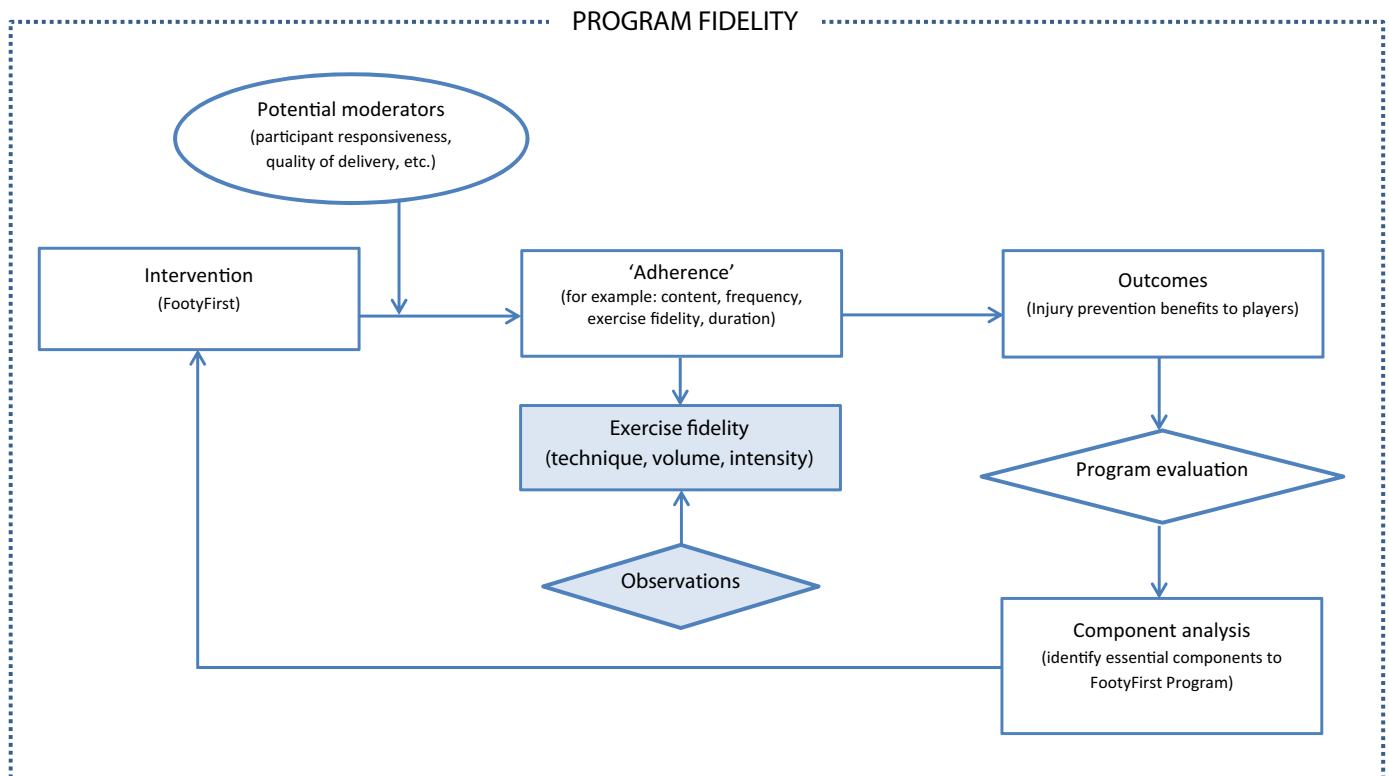 PROGRAM FIDELITY
Potential moderators
(participant responsiveness,
quality of delivery, etc.)
Intervention
(FootyFirst)
‘Adherence’
(for example: content, frequency,
exercise fidelity, duration)
Outcomes
(Injury prevention benefits to players)
Exercise fidelity
(technique, volume, intensity)
Program evaluation
Observations
Component analysis
(identify essential components to
FootyFirst Program)